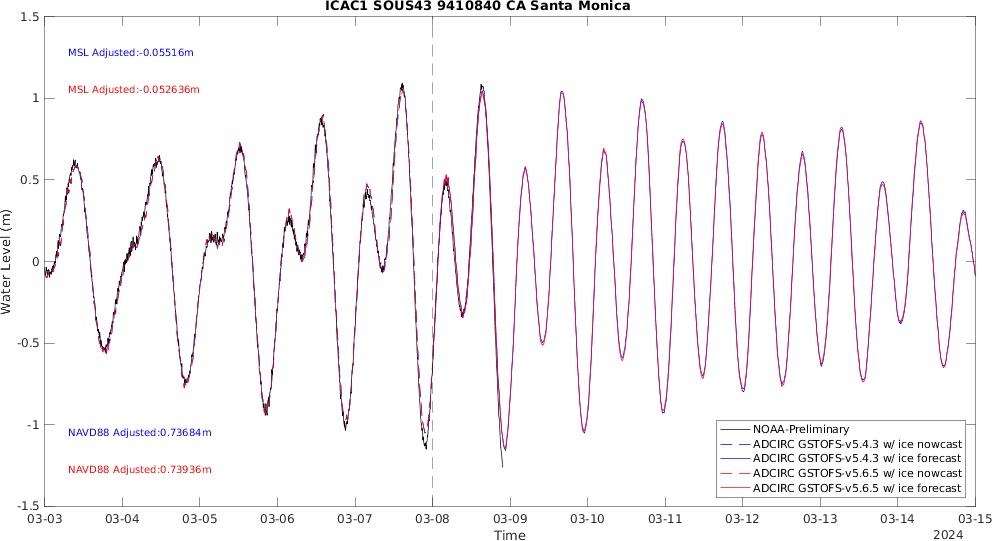 ICAC1 SOUS43 9410840 CA Santa Monica
1.5
MSL Adjusted:-0.05516m
MSL Adjusted:-0.052636m
1
0.5
0
-0.5
-1
-1.5
Water Level (m)
NAVD88 Adjusted:0.73684m
NAVD88 Adjusted:0.73936m
NOAA-Preliminary
ADCIRC GSTOFS-v5.4.3 w/ ice nowcast
ADCIRC GSTOFS-v5.4.3 w/ ice forecast
ADCIRC GSTOFS-v5.6.5 w/ ice nowcast
ADCIRC GSTOFS-v5.6.5 w/ ice forecast
03-03 03-04 03-05 03-06 03-07 03-08 03-09 03-10 03-11 03-12 03-13 03-14 03-15
Time
2024